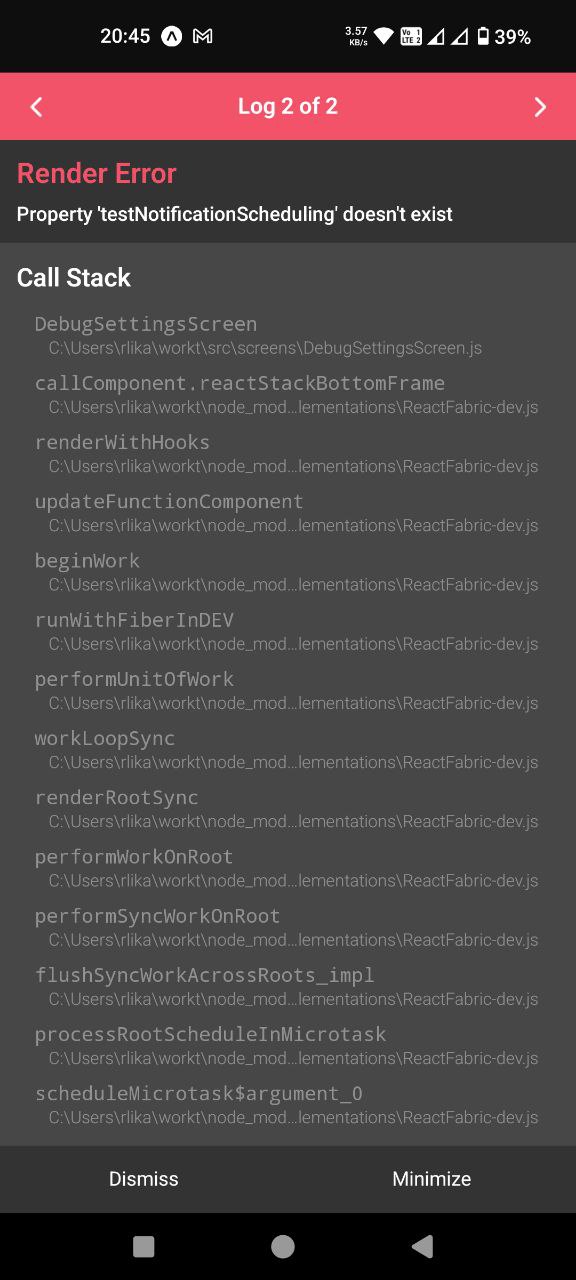 20:45
3.57
KB/s
Vo 1
LTE 2
39%
Log 2 of 2
Render Error
Property 'testNotificationScheduling' doesn't exist
Call Stack
DebugSettingsScreen
C:\Users\rlika\workt\src\screens\DebugSettingsScreen.js
callComponent.reactStackBottomFrame
C:\Users\rlika\workt\node_mod...lementations\ReactFabric-dev.js
renderWithHooks
C:\Users\rlika\workt\node_mod...lementations\ReactFabric-dev.js
updateFunctionComponent
C:\Users\rlika\workt\node_mod...lementations\ReactFabric-dev.js
beginWork
C:\Users\rlika\workt\node_mod...lementations\ReactFabric-dev.js
runWithFiberInDEV
C:\Users\rlika\workt\node_mod...lementations\ReactFabric-dev.js
performUnitOfWork
C:\Users\rlika\workt\node_mod...lementations\ReactFabric-dev.js
workLoopSync
C:\Users\rlika\workt\node_mod...lementations\ReactFabric-dev.js
renderRootSync
C:\Users\rlika\workt\node_mod...lementations\ReactFabric-dev.js
performWorkOnRoot
C:\Users\rlika\workt\node_mod...lementations\ReactFabric-dev.js
performSyncWorkOnRoot
C:\Users\rlika\workt\node_mod...lementations\ReactFabric-dev.js
flushSyncWorkAcrossRoots_impl
C:\Users\rlika\workt\node_mod...lementations\ReactFabric-dev.js
processRootScheduleInMicrotask
C:\Users\rlika\workt\node_mod...lementations\ReactFabric-dev.js
scheduleMicrotask$argument_0
C:\Users\rlika\workt\node_mod...lementations\ReactFabric-dev.js
Dismiss
Minimize